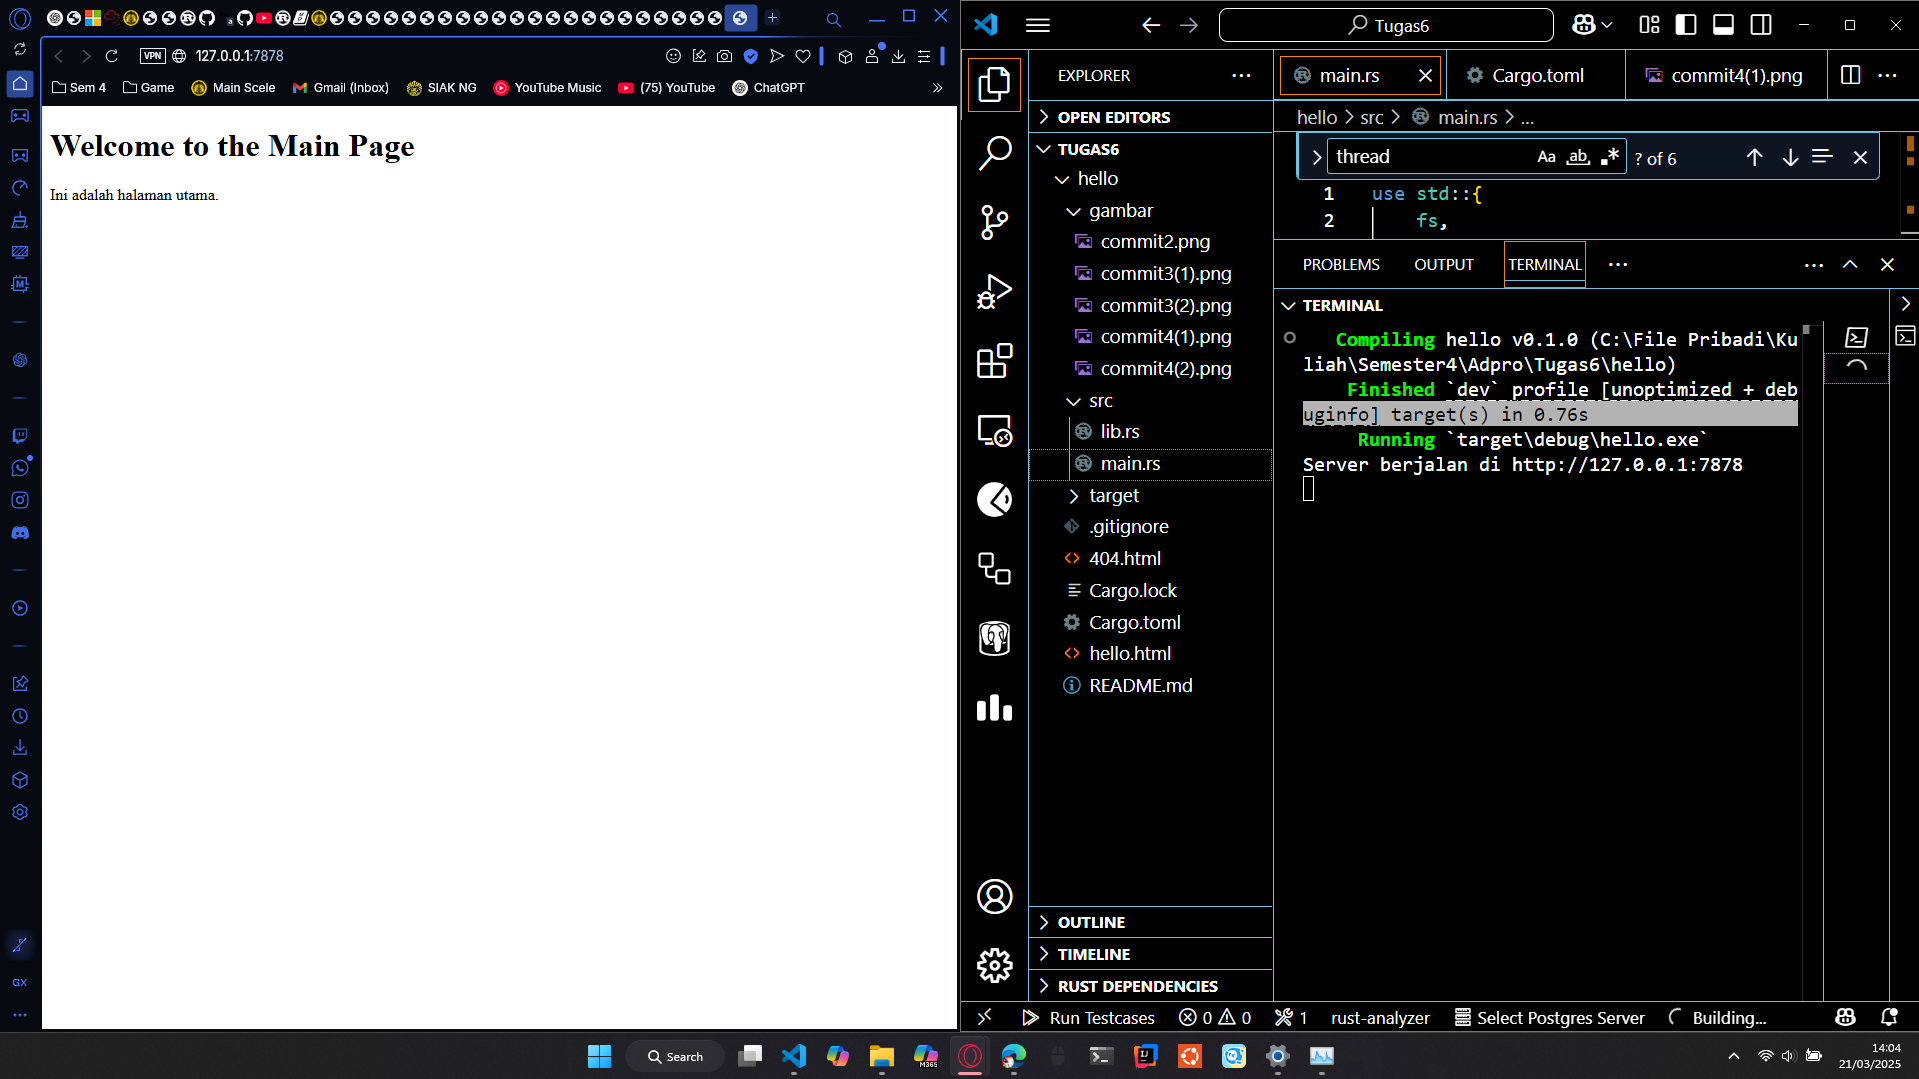 VPN 127.0.0.1:7878
Sem 4 Game Main Scele Gmail (Inbox) SIAK NG YouTube Music (75) YouTube ChatGPT
Welcome to the Main Page
Ini adalah halaman utama.
GX
Tugas6
EXPLORER
OPEN EDITORS
TUGAS6
hello
gambar
commit2.png
commit3(1).png
commit3(2).png
commit4(1).png
commit4(2).png
src
lib.rs
main.rs
target
.gitignore
404.html
Cargo.lock
Cargo.toml
hello.html
README.md
OUTLINE
TIMELINE
RUST DEPENDENCIES
main.rs Cargo.toml commit4(1).png
hello > src > main.rs > ...
thread Aa ab .* ? of 6
1 use std::{
2 fs,
PROBLEMS OUTPUT TERMINAL
TERMINAL
Compiling hello v0.1.0 (C:\File Pribadi\Ku
liah\Semester4\Adpro\Tugas6\hello)
Finished `dev` profile [unoptimized + deb
uginfo] target(s) in 0.76s
Running `target\debug\hello.exe`
Server berjalan di http://127.0.0.1:7878
Run Testcases 0 0 1 rust-analyzer Select Postgres Server Building...
Search
M365
14:04
21/03/2025